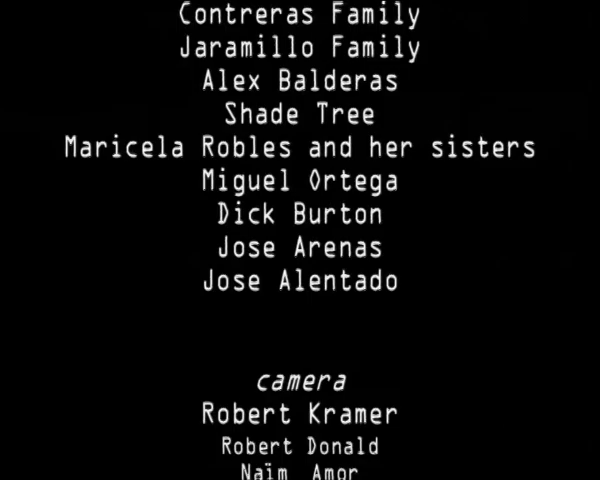 Contreras Family
Jaramillo Family
Alex Balderas
Shade Tree
Maricela Robles and her sisters
Miguel Ortega
Dick Burton
Jose Arenas
Jose Alentado
camera
Robert Kramer
Robert Donald
Naïm Amor